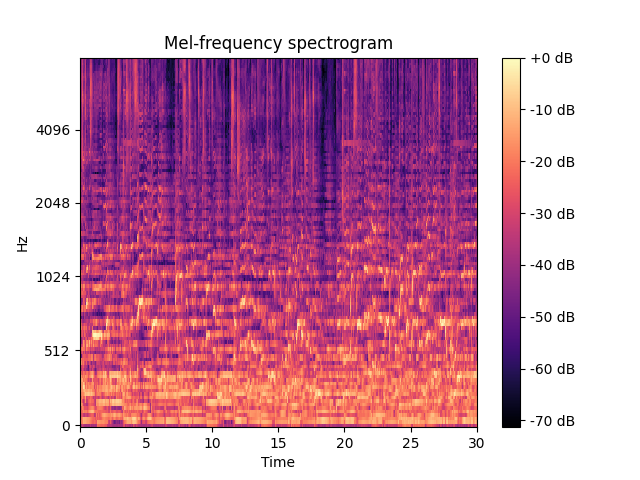 Mel-frequency spectrogram
Hz
4096
2048
1024
512
0
0 5 10 15 20 25 30
Time
+0 dB
-10 dB
-20 dB
-30 dB
-40 dB
-50 dB
-60 dB
-70 dB